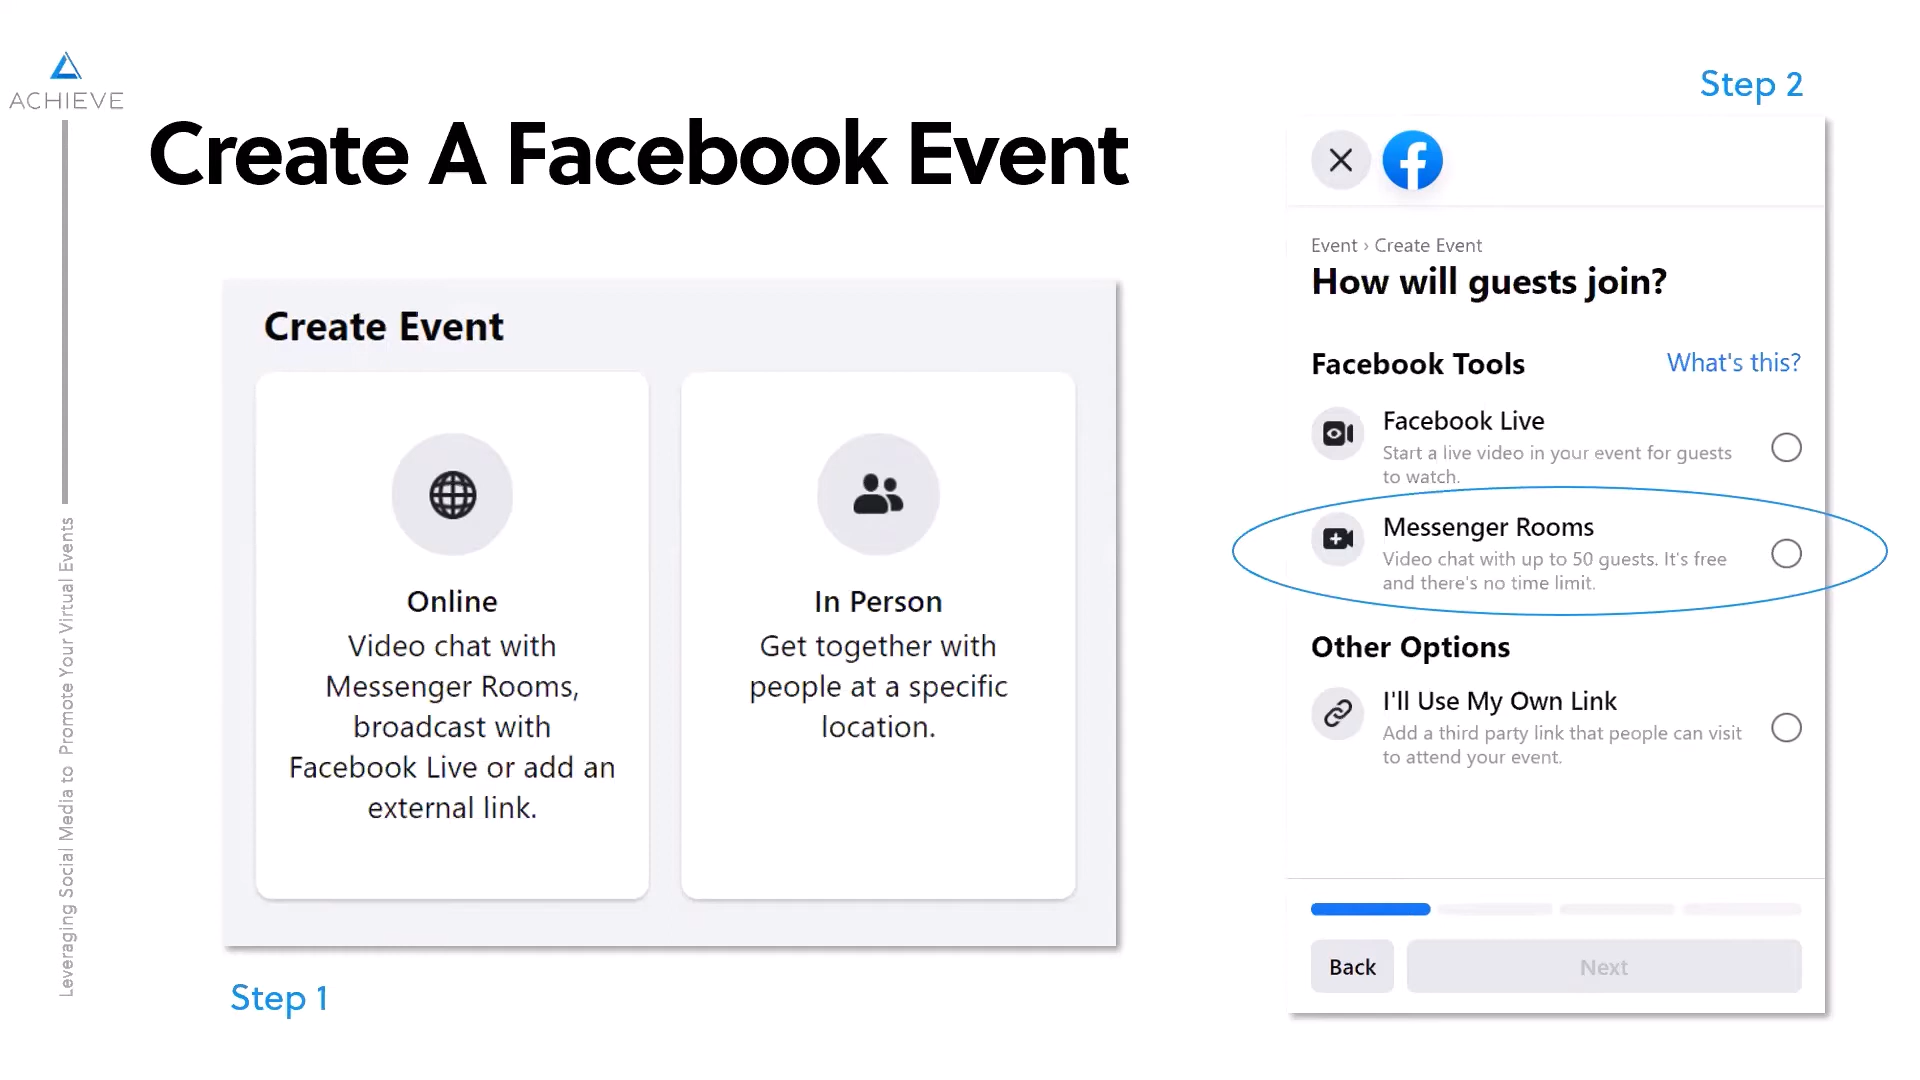 ACHIEVE
Leveraging Social Media to Promote Your Virtual Events
Create A Facebook Event
Create Event
Online
Video chat with
Messenger Rooms,
broadcast with
Facebook Live or add an
external link.
In Person
Get together with
people at a specific
location.
Step 1
Step 2
Event › Create Event
How will guests join?
Facebook Tools
What's this?
Facebook Live
Start a live video in your event for guests
to watch.
Messenger Rooms
Video chat with up to 50 guests. It's free
and there's no time limit.
Other Options
I'll Use My Own Link
Add a third party link that people can visit
to attend your event.
Back
Next